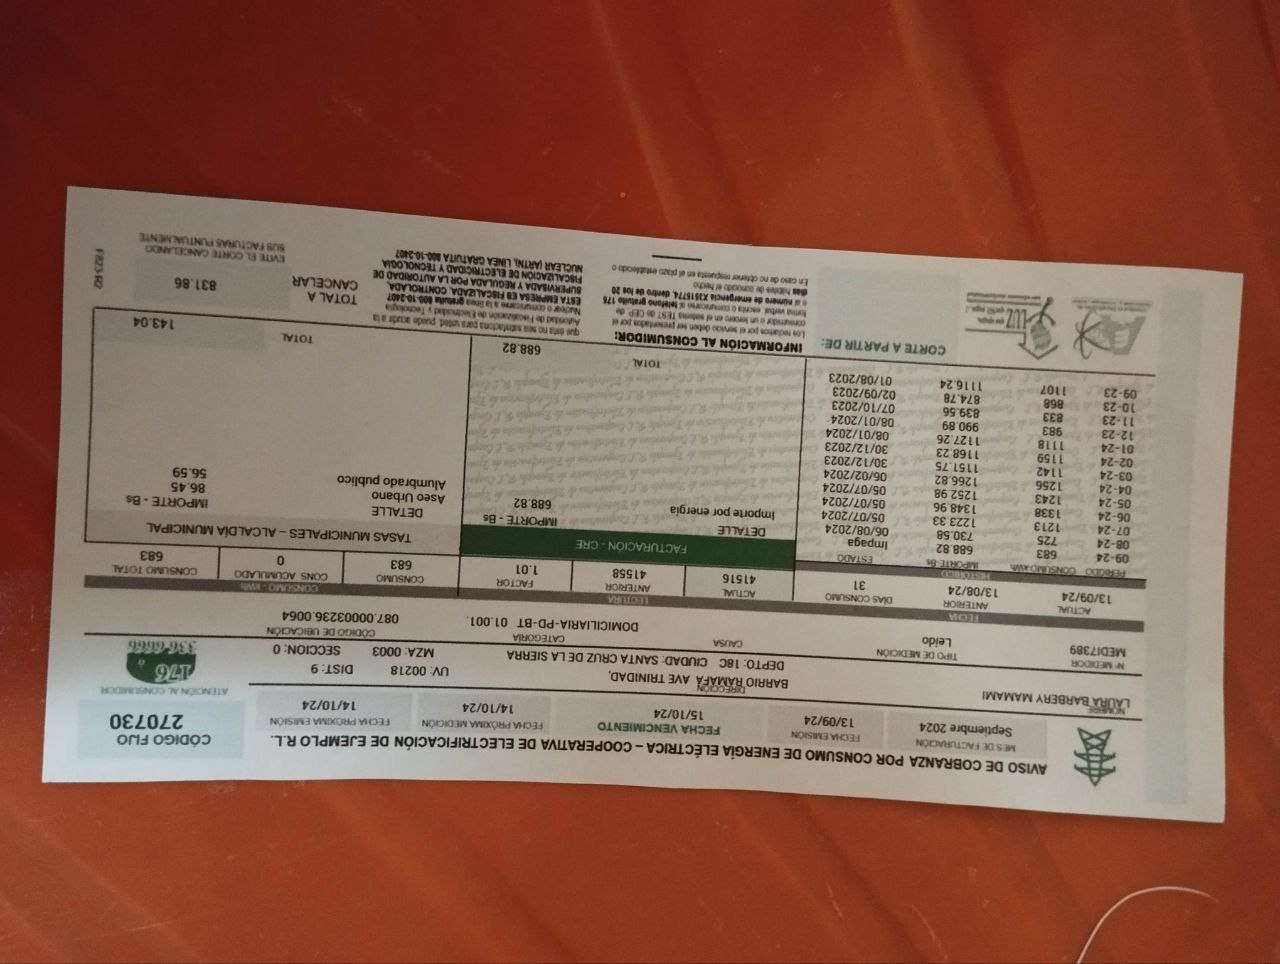 AVISO DE COBRANZA POR CONSUMO DE ENERGÍA ELÉCTRICA – COOPERATIVA DE ELECTRIFICACIÓN DE EJEMPLO R.L.
CÓDIGO FIJO
270730
MES DE FACTURACIÓN
Septiembre 2024
FECHA EMISIÓN
13/09/24
FECHA VENCIMIENTO
15/10/24
FECHA PRÓXIMA MEDICIÓN
14/10/24
FECHA PRÓXIMA EMISIÓN
14/10/24
NOMBRE
LAURA BARBERY MAMAMI
DIRECCIÓN
BARRIO RAMAFÁ AVE TRINIDAD,
DEPTO: 18C CIUDAD: SANTA CRUZ DE LA SIERRA
UV: 00218 DIST: 9
MZA: 0003 SECCION: 0
ATENCIÓN AL CONSUMIDOR
176
ó
336 6666
Nº MEDIDOR
MEDI17389
TIPO DE MEDICIÓN
Leído
CAUSA
CATEGORÍA
DOMICILIARIA-PD-BT 01.001.
CÓDIGO DE UBICACIÓN
087.000003236.0064
FECHA
LECTURA
CONSUMO - kWh
ACTUAL
13/09/24
ANTERIOR
13/08/24
DÍAS CONSUMO
31
ACTUAL
41516
ANTERIOR
41558
FACTOR
1.01
CONSUMO
683
CONS ACUMULADO
0
CONSUMO TOTAL
683
HISTORICO
PERIODO CONSUMO kWh IMPORTE-Bs ESTADO
09-24 683 688.82 Impaga
08-24 725 730.58 06/08/2024
07-24 1213 1223.33 05/07/2024
06-24 1338 1348.96 05/07/2024
05-24 1243 1252.98 05/07/2024
04-24 1256 1266.82 06/02/2024
03-24 1142 1151.75 30/12/2023
02-24 1159 1168.23 30/12/2023
01-24 1118 1127.26 08/01/2024
12-23 983 990.89 08/01/2024
11-23 833 839.56 07/10/2023
10-23 868 874.78 02/09/2023
09-23 1107 1116.24 01/08/2023
FACTURACIÓN - CRE
DETALLE IMPORTE - Bs
Importe por energía 688.82
TOTAL 688.82
TASAS MUNICIPALES – ALCALDÍA MUNICIPAL
DETALLE IMPORTE - Bs
Aseo Urbano 86.45
Alumbrado publico 56.59
TOTAL 143.04
CORTE A PARTIR DE:
LUZ
INFORMACIÓN AL CONSUMIDOR:
Los reclamos por el servicio deben ser presentados por el
consumidor o un tercero en el sistema TEST de OEP de
forma verbal, escrita o comunicarse al teléfono gratuito 176
o al número de emergencia X3615774, dentro de los 20
días hábiles de conocido el hecho
En caso de no obtener respuesta en el plazo establecido o
que ésta no sea satisfactoria para usted, puede acudir a la
Autoridad de Fiscalización de Electricidad y Tecnología
Nuclear o comunicarse a la línea gratuita 800-10-2407
ESTA EMPRESA ES FISCALIZADA, CONTROLADA,
SUPERVISADA Y REGULADA POR LA AUTORIDAD DE
FISCALIZACION DE ELECTRICIDAD Y TECNOLOGÍA
NUCLEAR (ARTN), LÍNEA GRATUITA 800-10-2407
TOTAL A
CANCELAR
831.86
EVITE EL CORTE CANCELANDO
SUS FACTURAS PUNTUALMENTE